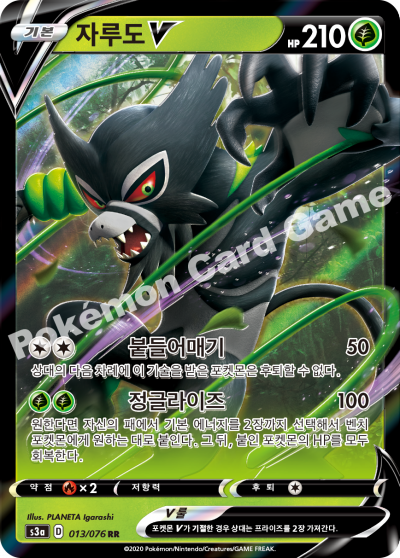 기본 자루도 V HP 210
Pokémon Card Game
붙들어매기 50
상대의 다음 차례에 이 기술을 받은 포켓몬은 후퇴할 수 없다.
정글라이즈 100
원한다면 자신의 패에서 기본 에너지를 2장까지 선택해서 벤치
포켓몬에게 원하는 대로 붙인다. 그 뒤, 붙인 포켓몬의 HP를 모두
회복한다.
약점 ×2 저항력 후퇴
Illus. PLANETA Igarashi
V룰
s3a D 013/076 RR
포켓몬 V가 기절한 경우 상대는 프라이즈를 2장 가져간다.
©2020 Pokémon/Nintendo/Creatures/GAME FREAK.